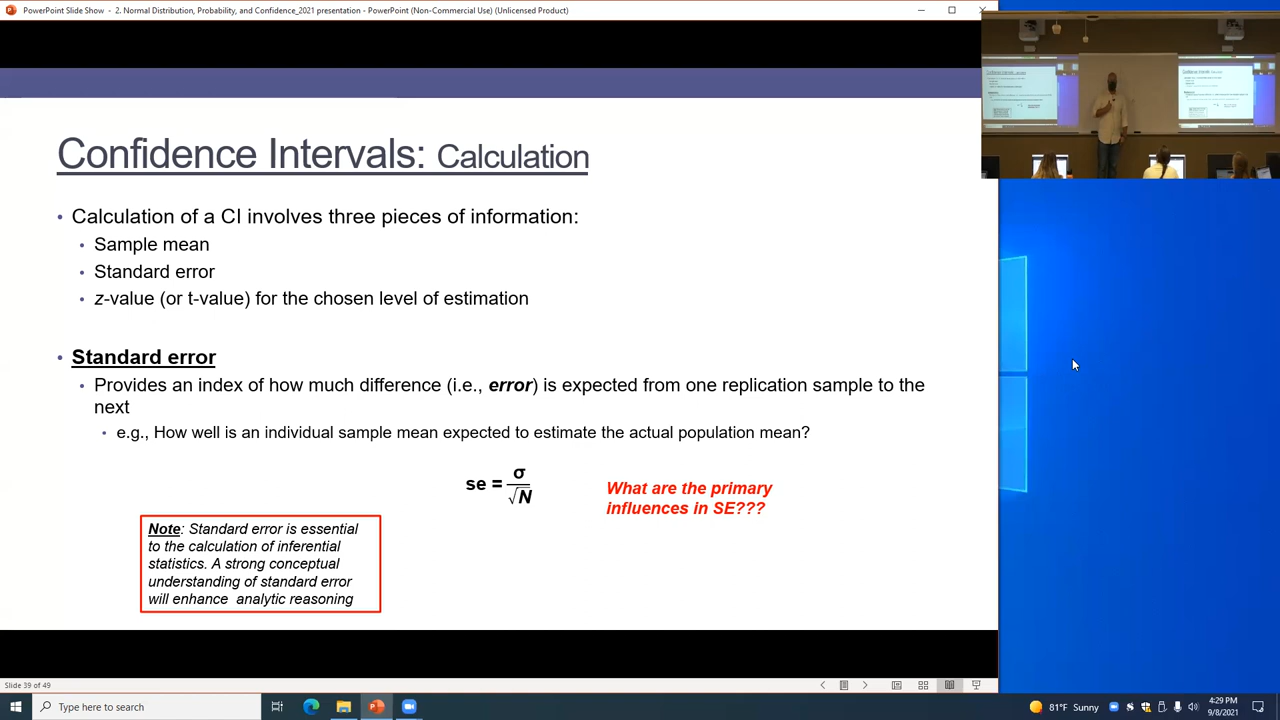 PowerPoint Slide Show - 2. Normal Distribution, Probability, and Confidence_2021 presentation - PowerPoint (Non-Commercial Use) (Unlicensed Product)
Confidence Intervals: Calculation
• Calculation of a CI involves three pieces of information:
• Sample mean
• Standard error
• z-value (or t-value) for the chosen level of estimation
• Standard error
• Provides an index of how much difference (i.e., error) is expected from one replication sample to the
next
• e.g., How well is an individual sample mean expected to estimate the actual population mean?
se = σ/√N
What are the primary
influences in SE???
Note: Standard error is essential
to the calculation of inferential
statistics. A strong conceptual
understanding of standard error
will enhance analytic reasoning
Slide 39 of 49
Type here to search
81°F Sunny
4:29 PM
9/8/2021